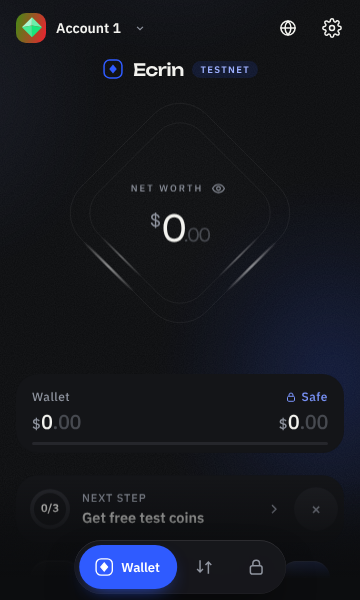 Account 1
Ecrin TESTNET
NET WORTH
$0.00
Wallet Safe
$0.00 $0.00
0/3 NEXT STEP
Get free test coins
Wallet